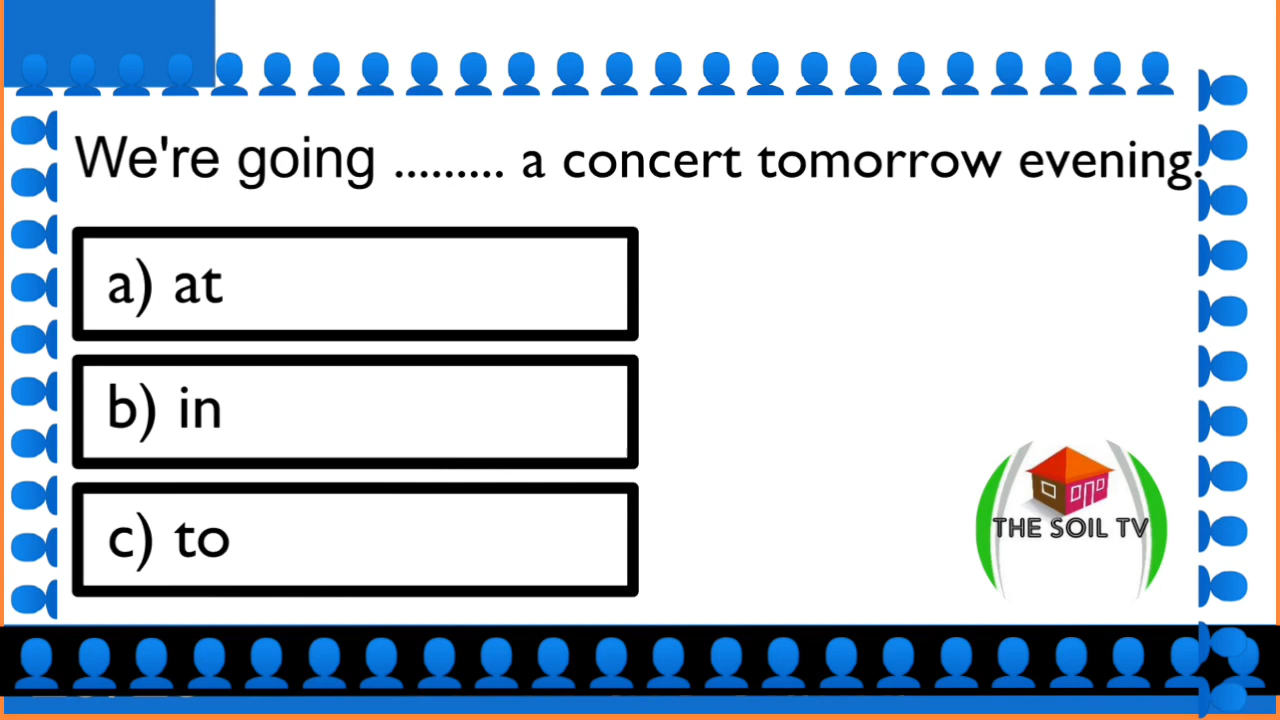 We're going ......... a concert tomorrow evening.
a) at
b) in
c) to
THE SOIL TV